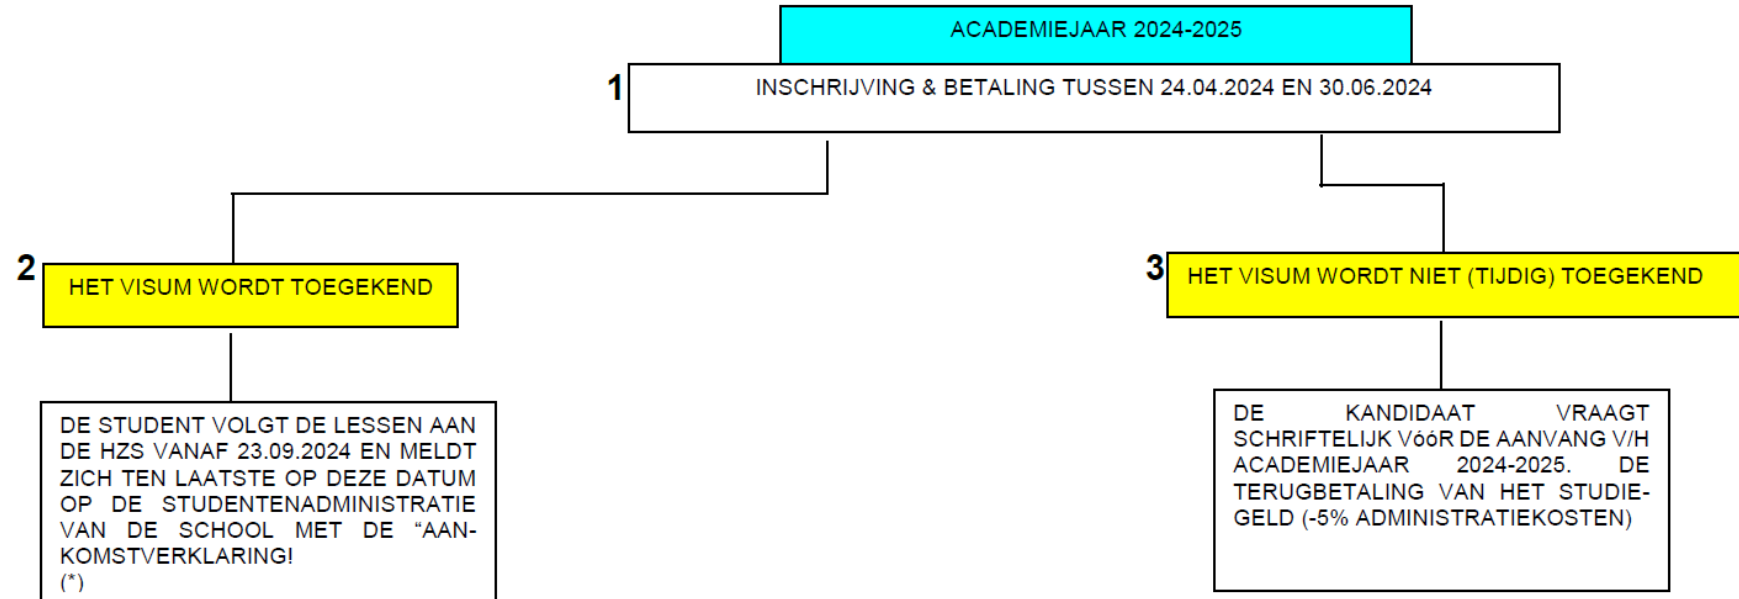 ACADEMIEJAAR 2024-2025
1
INSCHRIJVING & BETALING TUSSEN 24.04.2024 EN 30.06.2024
2
HET VISUM WORDT TOEGEKEND
3
HET VISUM WORDT NIET (TIJDIG) TOEGEKEND
DE STUDENT VOLGT DE LESSEN AAN
DE HZS VANAF 23.09.2024 EN MELDT
ZICH TEN LAATSTE OP DEZE DATUM
OP DE STUDENTENADMINISTRATIE
VAN DE SCHOOL MET DE “AAN-
KOMSTVERKLARING!
(*)
DE KANDIDAAT VRAAGT
SCHRIFTELIJK VóóR DE AANVANG V/H
ACADEMIEJAAR 2024-2025. DE
TERUGBETALING VAN HET STUDIE-
GELD (-5% ADMINISTRATIEKOSTEN)